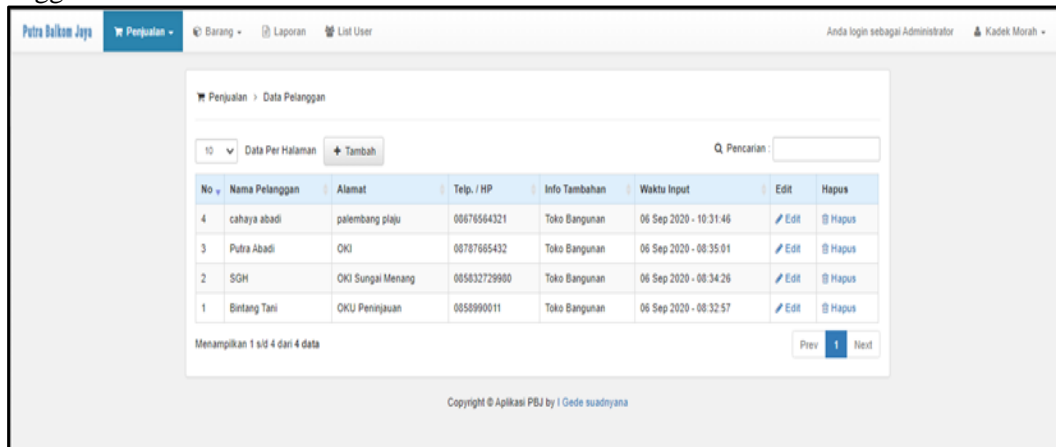 Putra Balkom Jaya Penjualan Barang Laporan List User Anda login sebagai Administrator Kadek Morah
Penjualan > Data Pelanggan
10 Data Per Halaman + Tambah Pencarian :
No Nama Pelanggan Alamat Telp. / HP Info Tambahan Waktu Input Edit Hapus
4 cahaya abadi palembang plaju 08676564321 Toko Bangunan 06 Sep 2020 - 10:31:46 Edit Hapus
3 Putra Abadi OKI 08787665432 Toko Bangunan 06 Sep 2020 - 08:35:01 Edit Hapus
2 SGH OKI Sungai Menang 085832729980 Toko Bangunan 06 Sep 2020 - 08:34:26 Edit Hapus
1 Bintang Tani OKU Peninjauan 0858990011 Toko Bangunan 06 Sep 2020 - 08:32:57 Edit Hapus
Menampilkan 1 s/d 4 dari 4 data Prev 1 Next
Copyright © Aplikasi PBJ by I Gede suadnyana